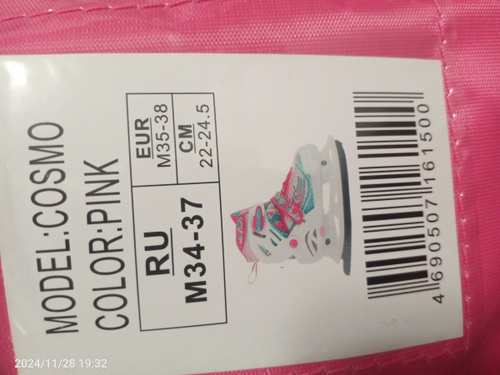 MODEL:COSMO
COLOR:PINK
RU
M34-37
EUR
M35-38
CM
22-24.5
4 690507 161500
2024/11/28 19:32